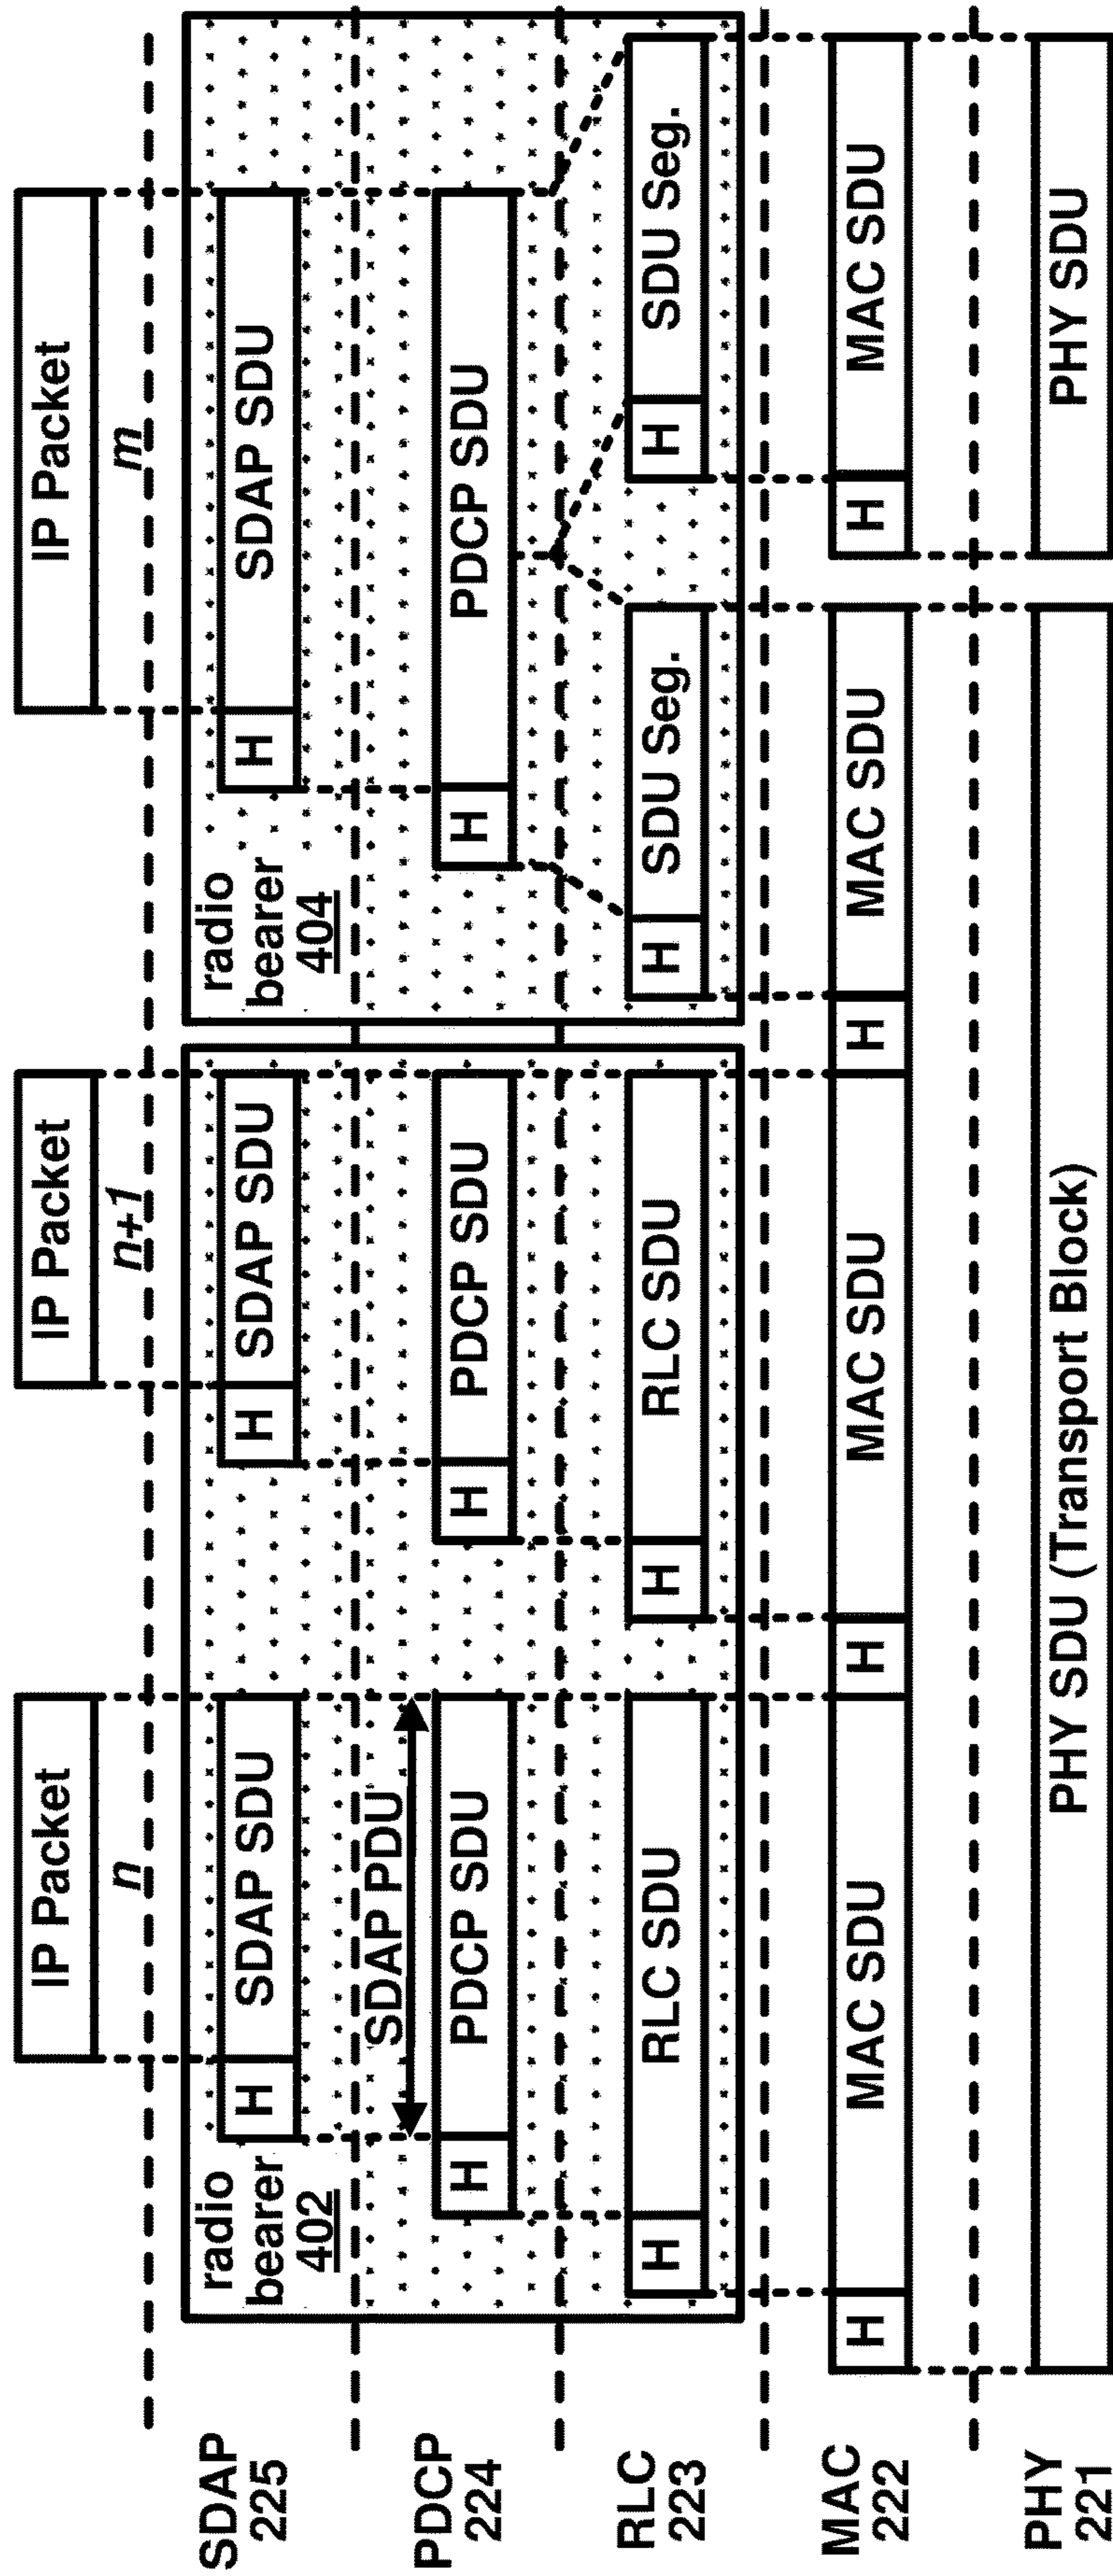 IP Packet
n
IP Packet
n+1
IP Packet
m
SDAP
225
radio
bearer
402
H
SDAP SDU
H
SDAP SDU
radio
bearer
404
H
SDAP SDU
PDCP
224
SDAP PDU
H
PDCP SDU
H
PDCP SDU
H
PDCP SDU
RLC
223
H
RLC SDU
H
RLC SDU
H
SDU Seg.
H
SDU Seg.
MAC
222
H
MAC SDU
H
MAC SDU
H
MAC SDU
H
MAC SDU
PHY
221
PHY SDU (Transport Block)
PHY SDU